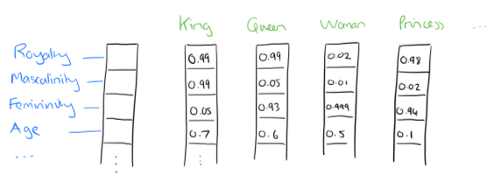 King Queen Woman Princess ...
Royalty 0.99 0.99 0.02 0.98
Masculinity 0.99 0.05 0.01 0.02
Femininity 0.05 0.93 0.999 0.94
Age 0.7 0.6 0.5 0.1
...